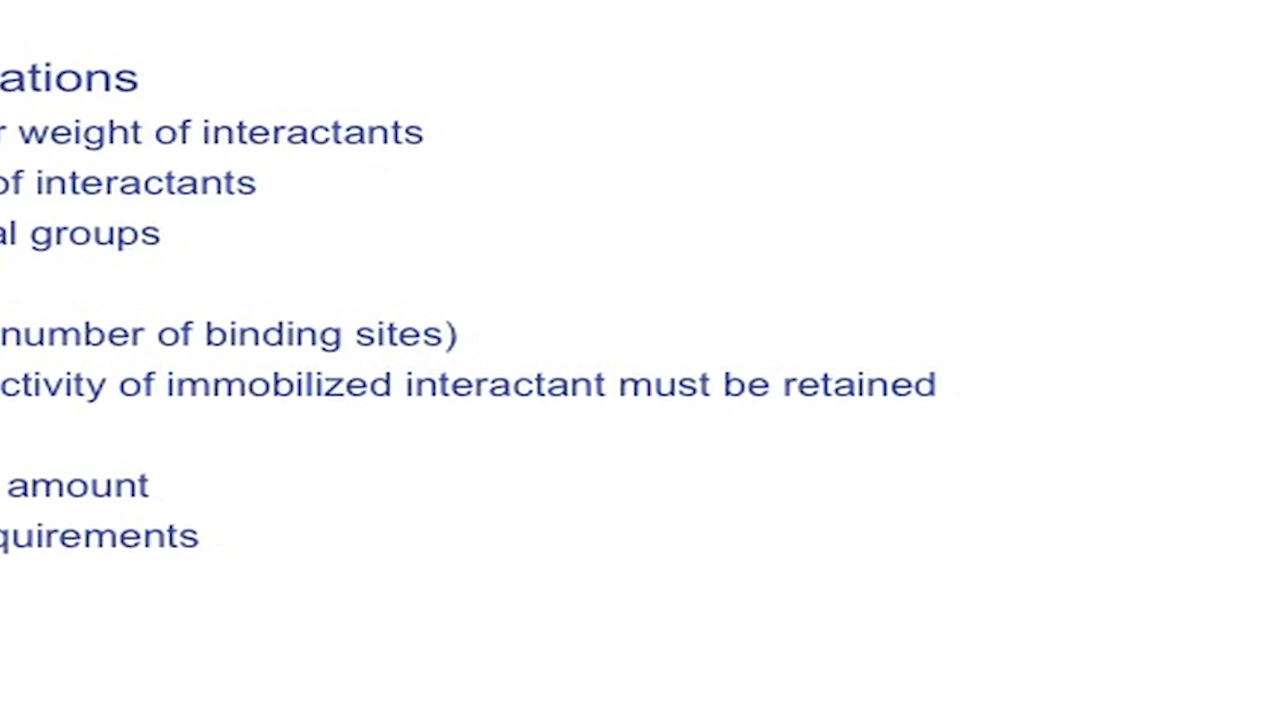 ations
r weight of interactants
of interactants
al groups
number of binding sites)
ctivity of immobilized interactant must be retained
amount
quirements